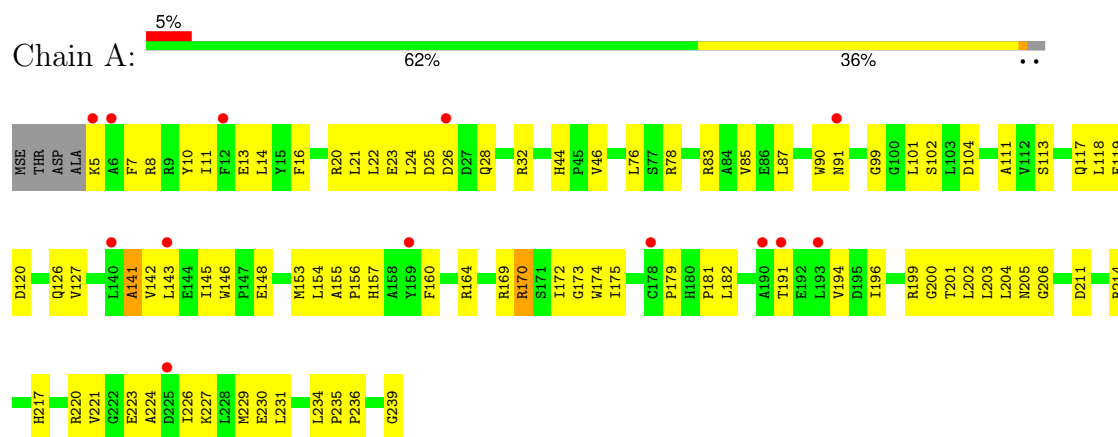 5%
Chain A:
62% 36% • •
MSE THR ASP ALA K5 A6 F7 R8 R9 Y10 I11 F12 E13 L14 Y15 F16 R20 L21 L22 E23 L24 D25 D26 D27 Q28 R32 H44 P45 V46 L76 S77 R78 R83 A84 V85 E86 L87 W90 N91 G99 G100 L101 S102 L103 D104 A111 V112 S113 Q117 L118 E119
D120 Q126 V127 L140 A141 V142 L143 E144 I145 W146 P147 E148 M153 L154 A155 P156 H157 A158 Y159 F160 R164 R169 R170 S171 I172 G173 W174 I175 C178 P179 H180 P181 L182 A190 T191 E192 L193 V194 D195 I196 R199 G200 T201 L202 L203 L204 N205 G206 D211
H217 R220 V221 G222 E223 A224 D225 I226 K227 L228 M229 E230 L231 L234 P235 P236 G239